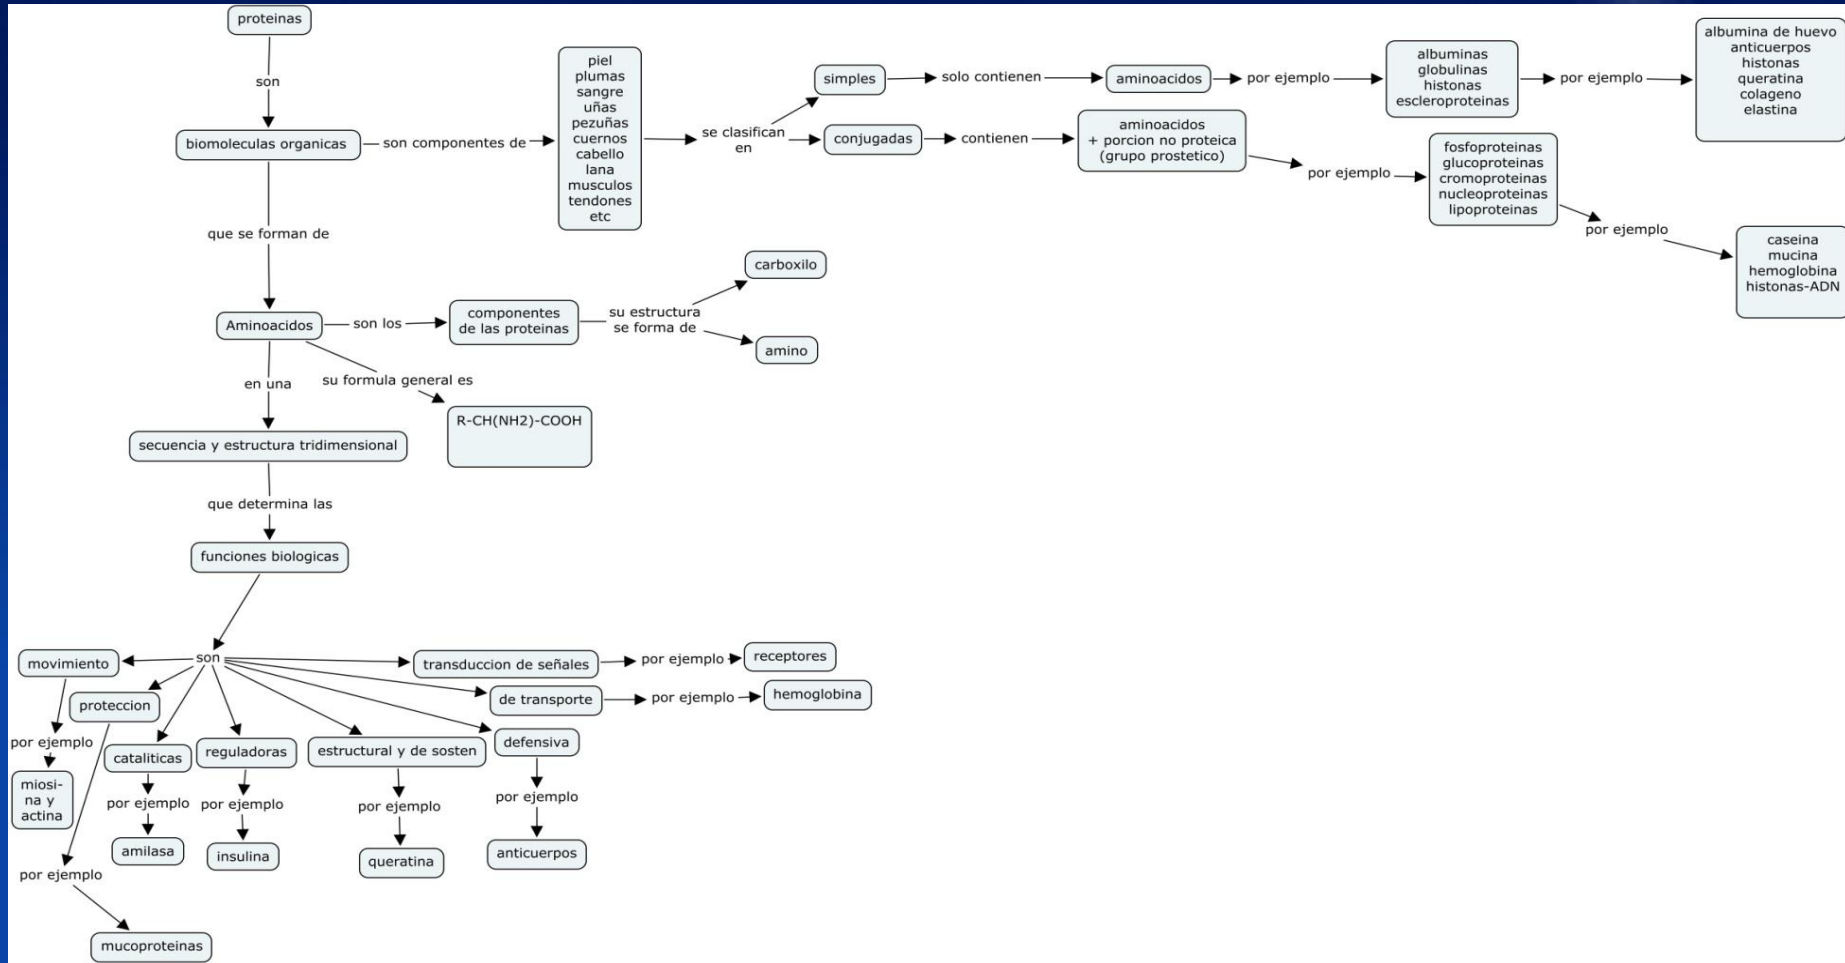 proteinas
son
biomoleculas organicas
son componentes de
piel
plumas
sangre
uñas
pezuñas
cuernos
cabello
lana
musculos
tendones
etc
se clasifican
en
simples
solo contienen
aminoacidos
por ejemplo
albuminas
globulinas
histonas
escleroproteinas
por ejemplo
albumina de huevo
anticuerpos
histonas
queratina
colageno
elastina
conjugadas
contienen
aminoacidos
+ porcion no proteica
(grupo prostetico)
por ejemplo
fosfoproteinas
glucoproteinas
cromoproteinas
nucleoproteinas
lipoproteinas
por ejemplo
caseina
mucina
hemoglobina
histonas-ADN
que se forman de
Aminoacidos
son los
componentes
de las proteinas
su estructura
se forma de
carboxilo
amino
en una
su formula general es
R-CH(NH2)-COOH
secuencia y estructura tridimensional
que determina las
funciones biologicas
son
movimiento
por ejemplo
miosi-
na y
actina
proteccion
por ejemplo
mucoproteinas
cataliticas
por ejemplo
amilasa
reguladoras
por ejemplo
insulina
estructural y de sosten
por ejemplo
queratina
defensiva
por ejemplo
anticuerpos
de transporte
por ejemplo
hemoglobina
transduccion de señales
por ejemplo
receptores